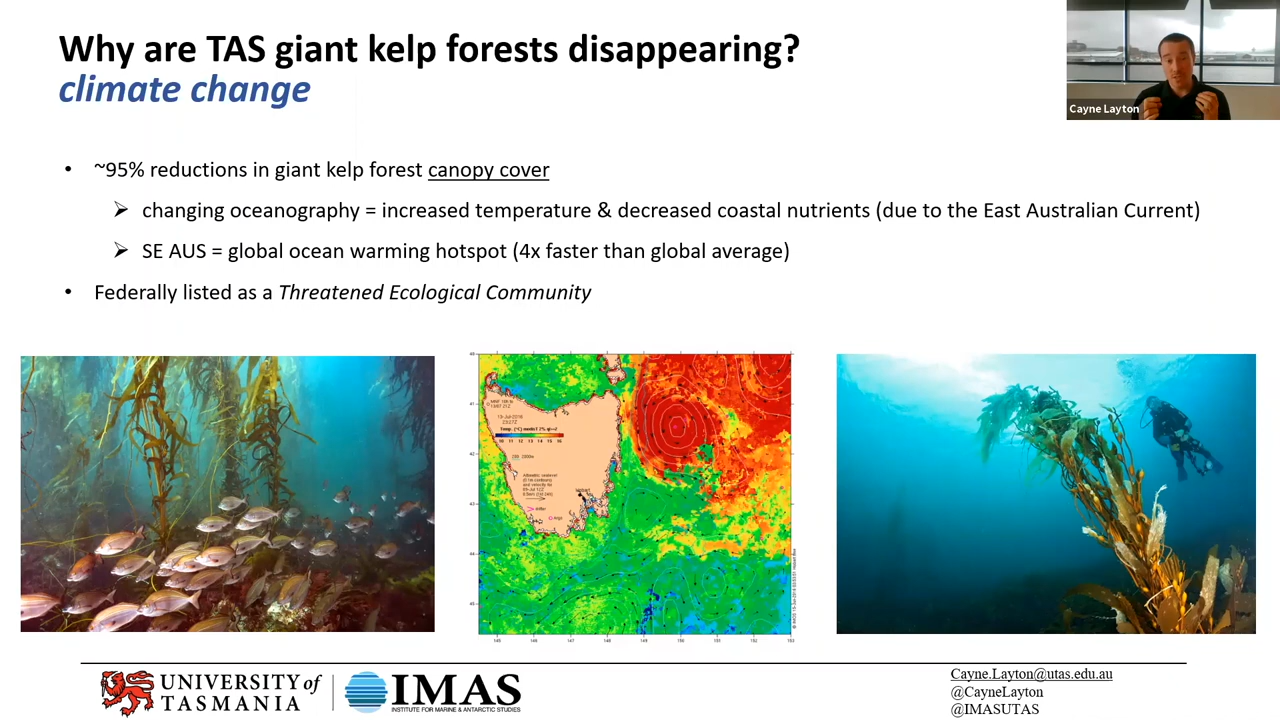 Why are TAS giant kelp forests disappearing?
climate change
Cayne Layton
• ~95% reductions in giant kelp forest canopy cover
➢ changing oceanography = increased temperature & decreased coastal nutrients (due to the East Australian Current)
➢ SE AUS = global ocean warming hotspot (4x faster than global average)
• Federally listed as a Threatened Ecological Community
UNIVERSITY of
TASMANIA
IMAS
INSTITUTE FOR MARINE & ANTARCTIC STUDIES
Cayne.Layton@utas.edu.au
@CayneLayton
@IMASUTAS